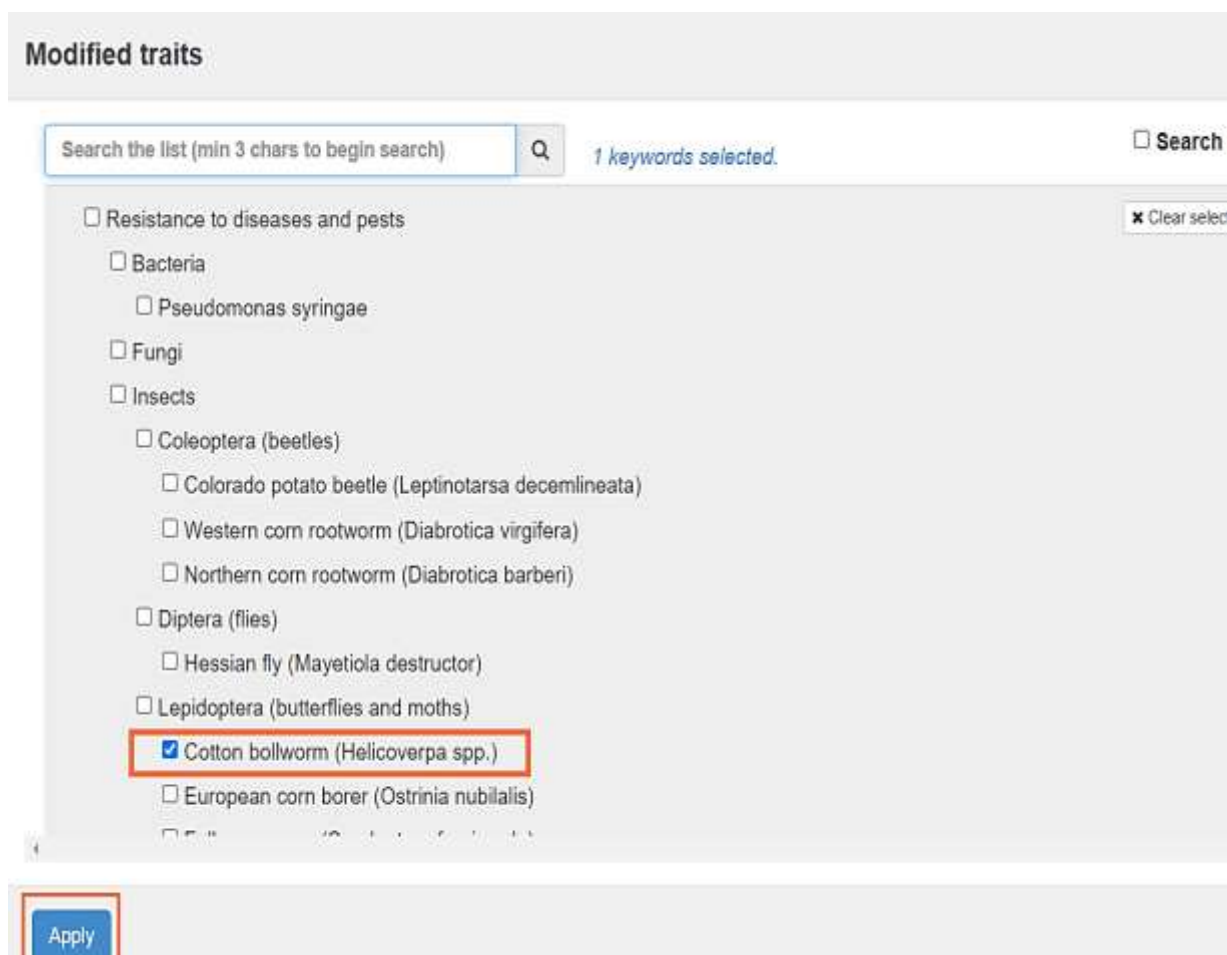 Modified traits
Search the list (min 3 chars to begin search)
1 keywords selected.
Search
Resistance to diseases and pests
✖ Clear select
Bacteria
Pseudomonas syringae
Fungi
Insects
Coleoptera (beetles)
Colorado potato beetle (Leptinotarsa decemlineata)
Western corn rootworm (Diabrotica virgifera)
Northern corn rootworm (Diabrotica barberi)
Diptera (flies)
Hessian fly (Mayetiola destructor)
Lepidoptera (butterflies and moths)
Cotton bollworm (Helicoverpa spp.)
European corn borer (Ostrinia nubilalis)
Apply